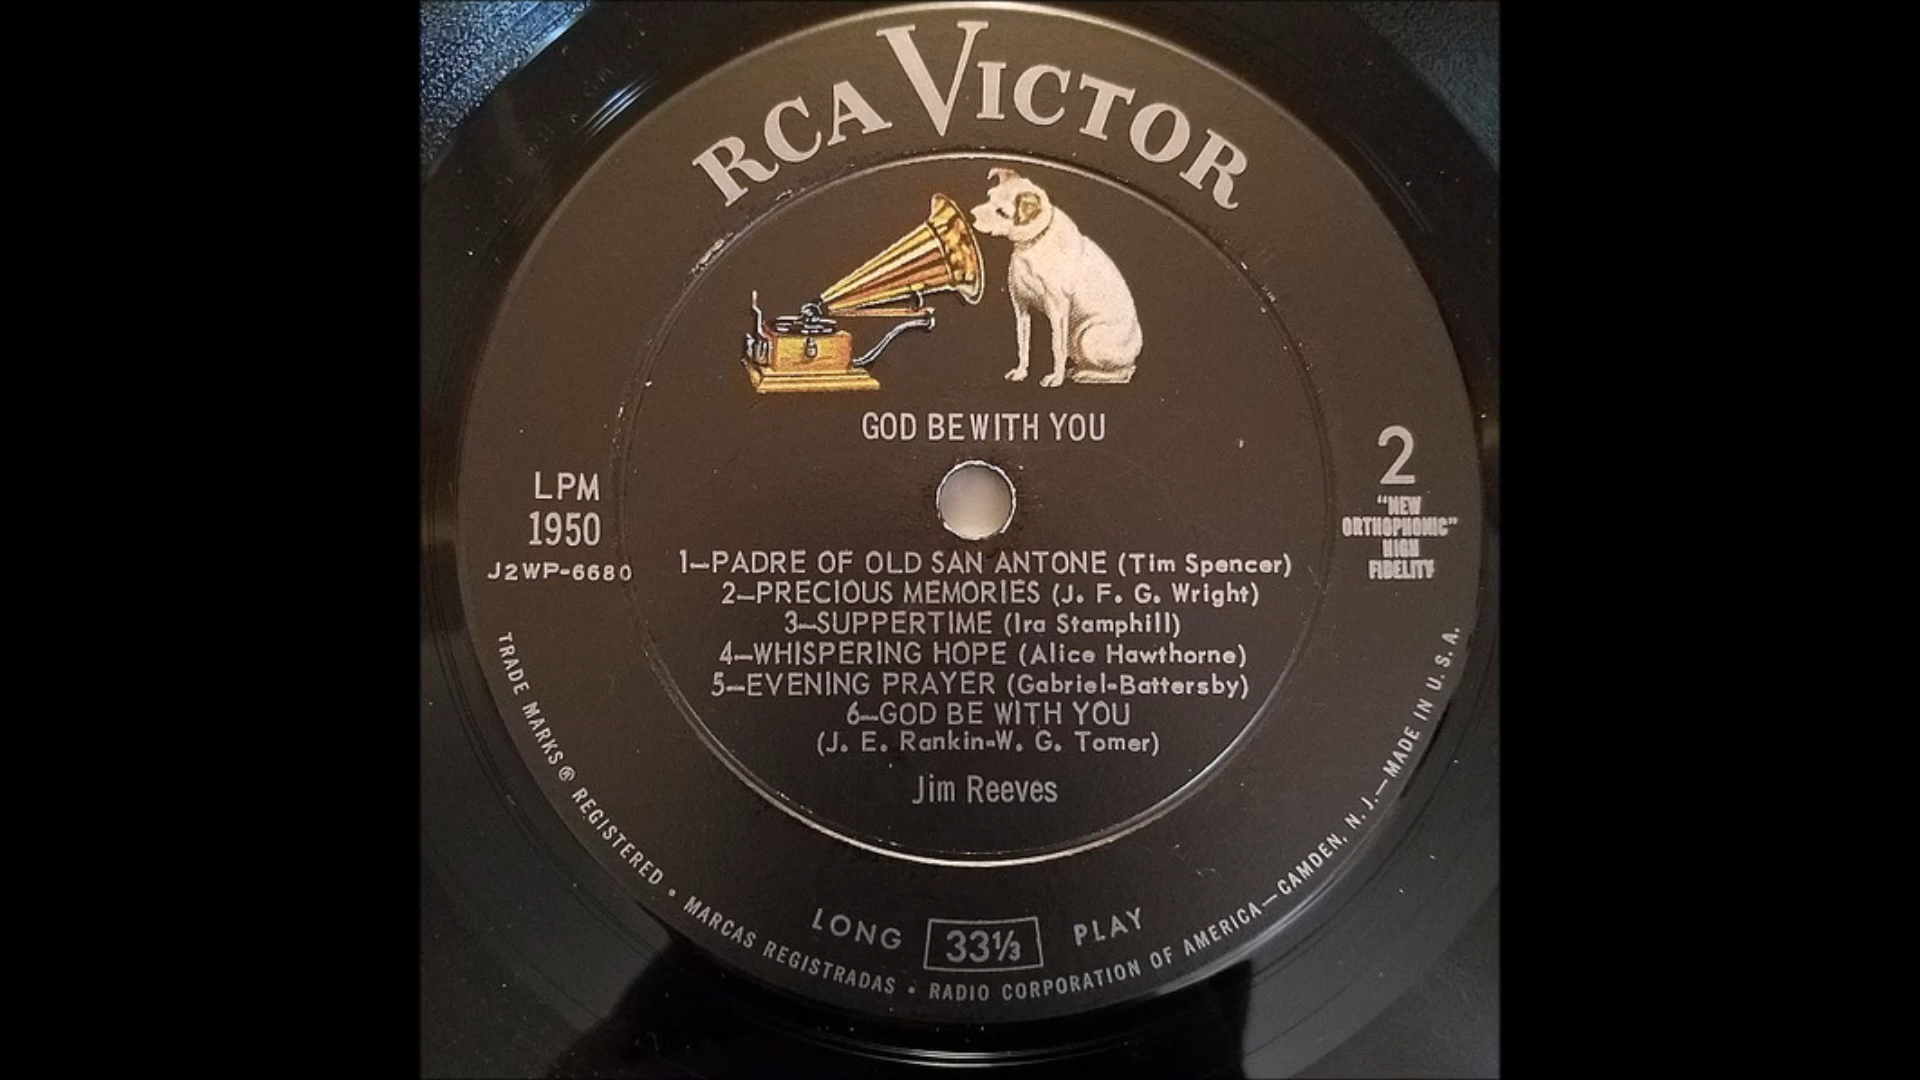 RCA VICTOR
GOD BE WITH YOU
LPM
1950
J2WP-6680
2
"NEW
ORTHOPHONIC"
HIGH
FIDELITY
1—PADRE OF OLD SAN ANTONE (Tim Spencer)
2—PRECIOUS MEMORIES (J. F. G. Wright)
3—SUPPERTIME (Ira Stamphill)
4—WHISPERING HOPE (Alice Hawthorne)
5—EVENING PRAYER (Gabriel-Battersby)
6—GOD BE WITH YOU
(J. E. Rankin-W. G. Tomer)
Jim Reeves
LONG 33⅓ PLAY
TRADE MARKS ® REGISTERED • MARCAS REGISTRADAS • RADIO CORPORATION OF AMERICA—CAMDEN, N. J.—MADE IN U. S. A.